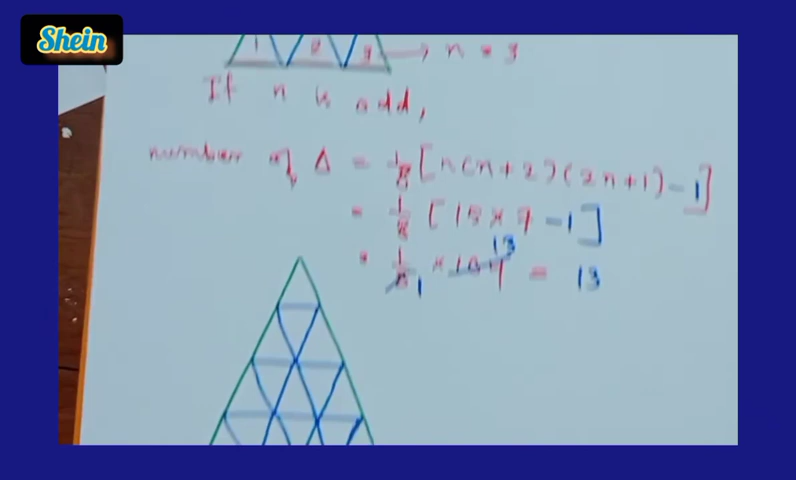 Shein
1 2 3 → n = 3
If n is odd,
number of Δ = 1/8 [n(n+2)(2n+1) - 1]
= 1/8 [15 × 7 - 1]
= 1/8 × 104 = 13
1 13